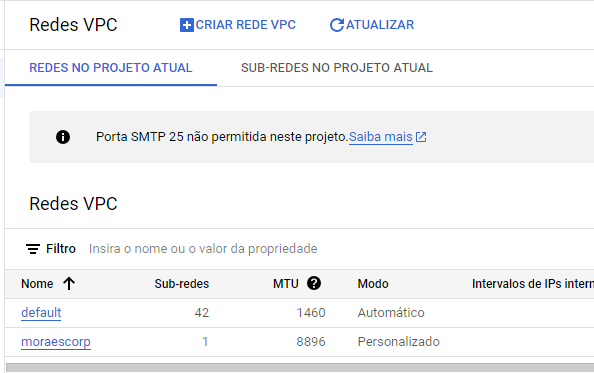 Redes VPC CRIAR REDE VPC ATUALIZAR
REDES NO PROJETO ATUAL SUB-REDES NO PROJETO ATUAL
Porta SMTP 25 não permitida neste projeto.Saiba mais
Redes VPC
Filtro Insira o nome ou o valor da propriedade
Nome Sub-redes MTU Modo Intervalos de IPs intern
default 42 1460 Automático
moraescorp 1 8896 Personalizado